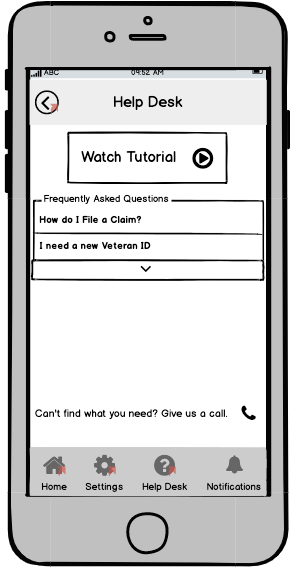 ABC 09:52 AM
Help Desk
Watch Tutorial
Frequently Asked Questions
How do I File a Claim?
I need a new Veteran ID
Can't find what you need? Give us a call.
Home Settings Help Desk Notifications